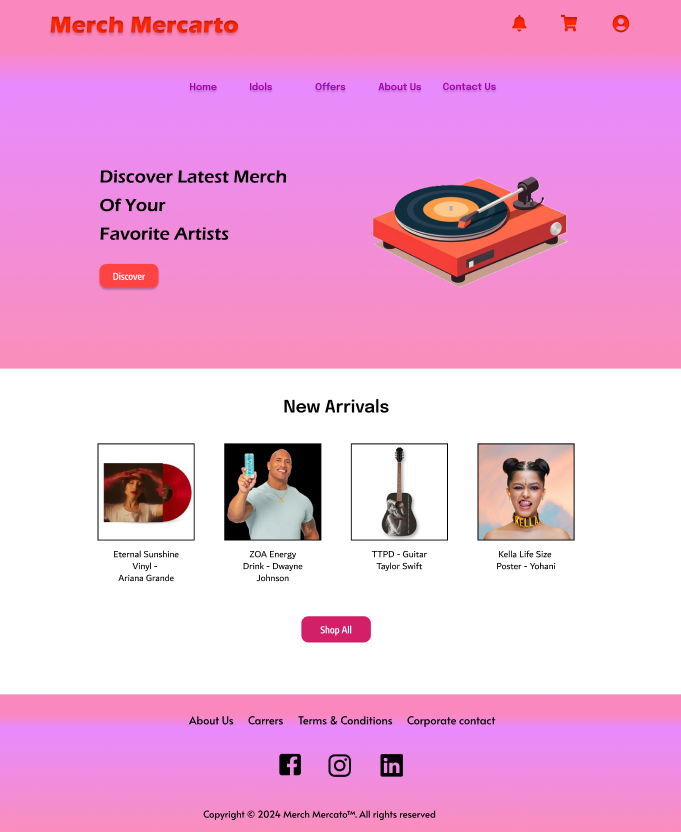 Merch Mercarto
Home Idols Offers About Us Contact Us
Discover Latest Merch
Of Your
Favorite Artists
Discover
New Arrivals
KELLA
Eternal Sunshine
Vinyl -
Ariana Grande
ZOA Energy
Drink - Dwayne
Johnson
TTPD - Guitar
Taylor Swift
Kella Life Size
Poster - Yohani
Shop All
About Us Carrers Terms & Conditions Corporate contact
Copyright © 2024 Merch Mercato™. All rights reserved